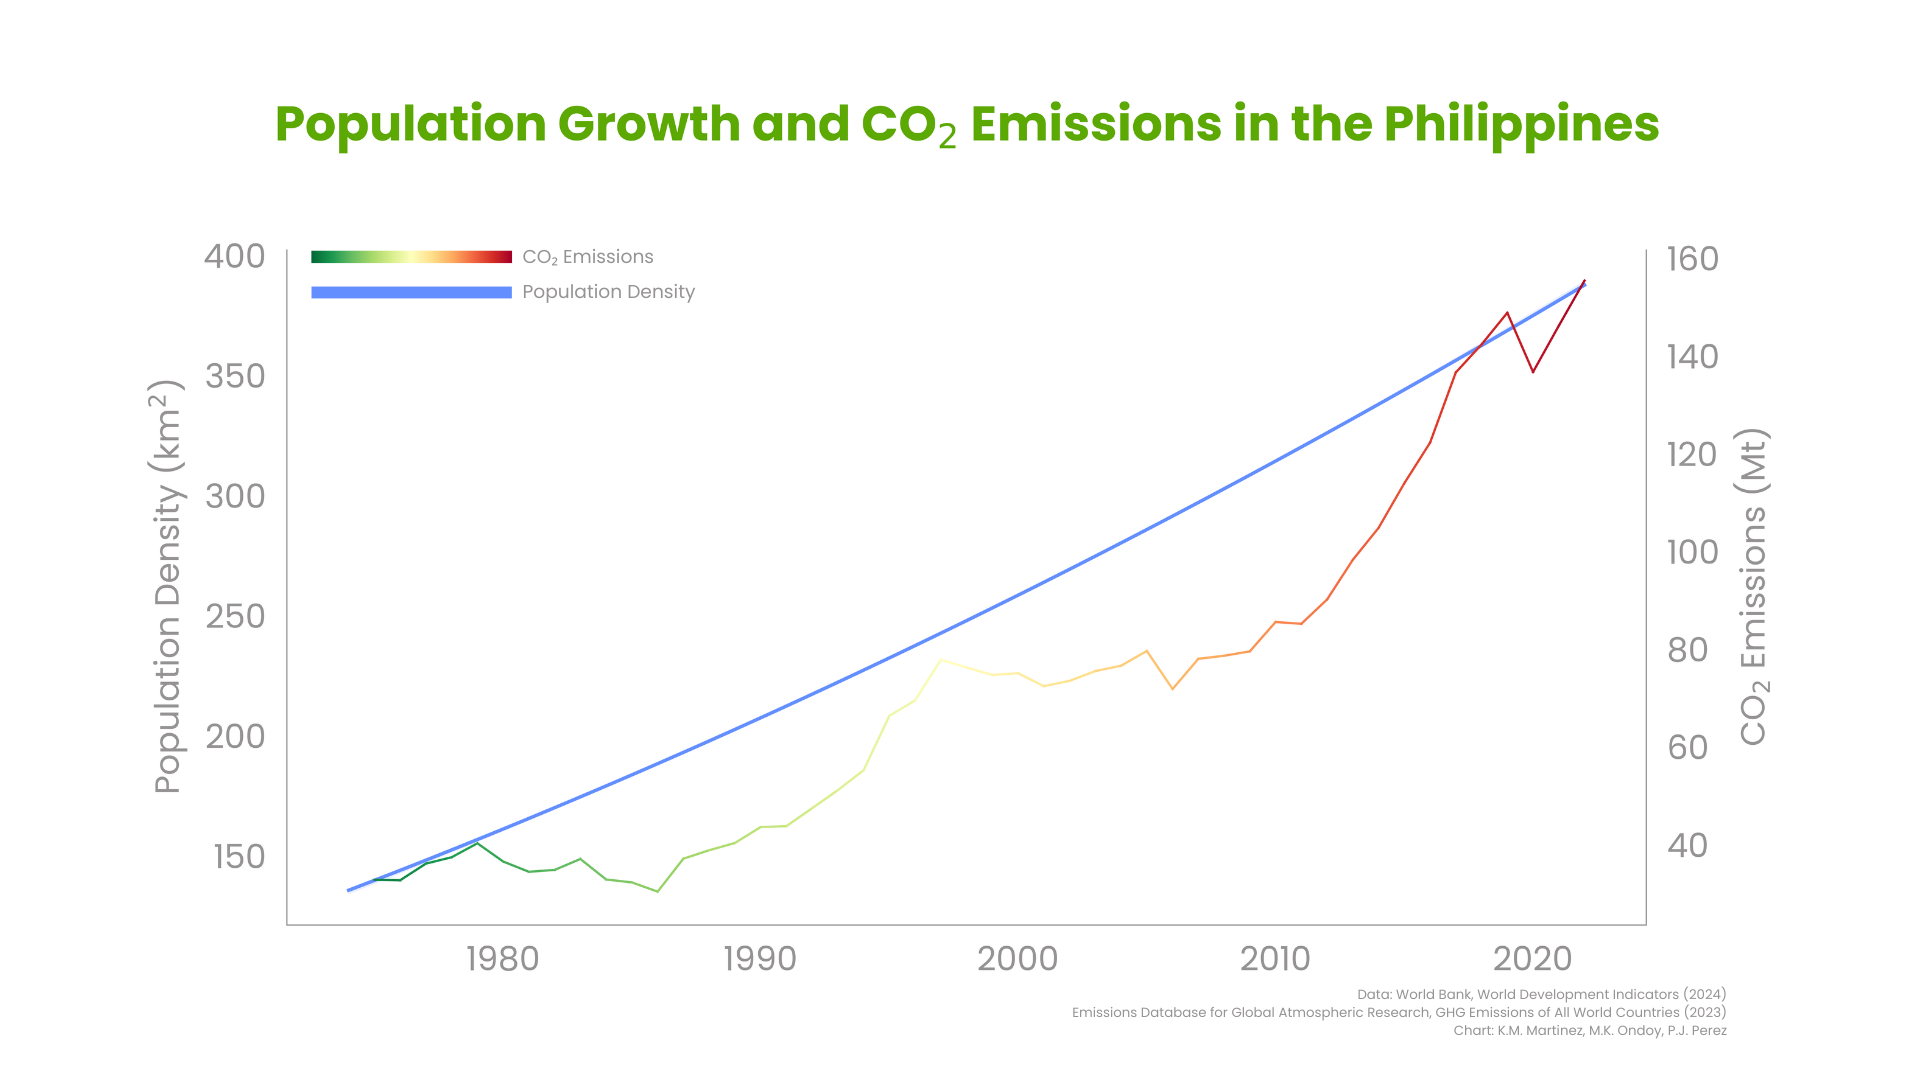 Population Growth and CO₂ Emissions in the Philippines
CO₂ Emissions
Population Density
Population Density (km²)
400
350
300
250
200
150
160
140
120
100
80
60
40
CO₂ Emissions (Mt)
1980 1990 2000 2010 2020
Data: World Bank, World Development Indicators (2024)
Emissions Database for Global Atmospheric Research, GHG Emissions of All World Countries (2023)
Chart: K.M. Martinez, M.K. Ondoy, P.J. Perez